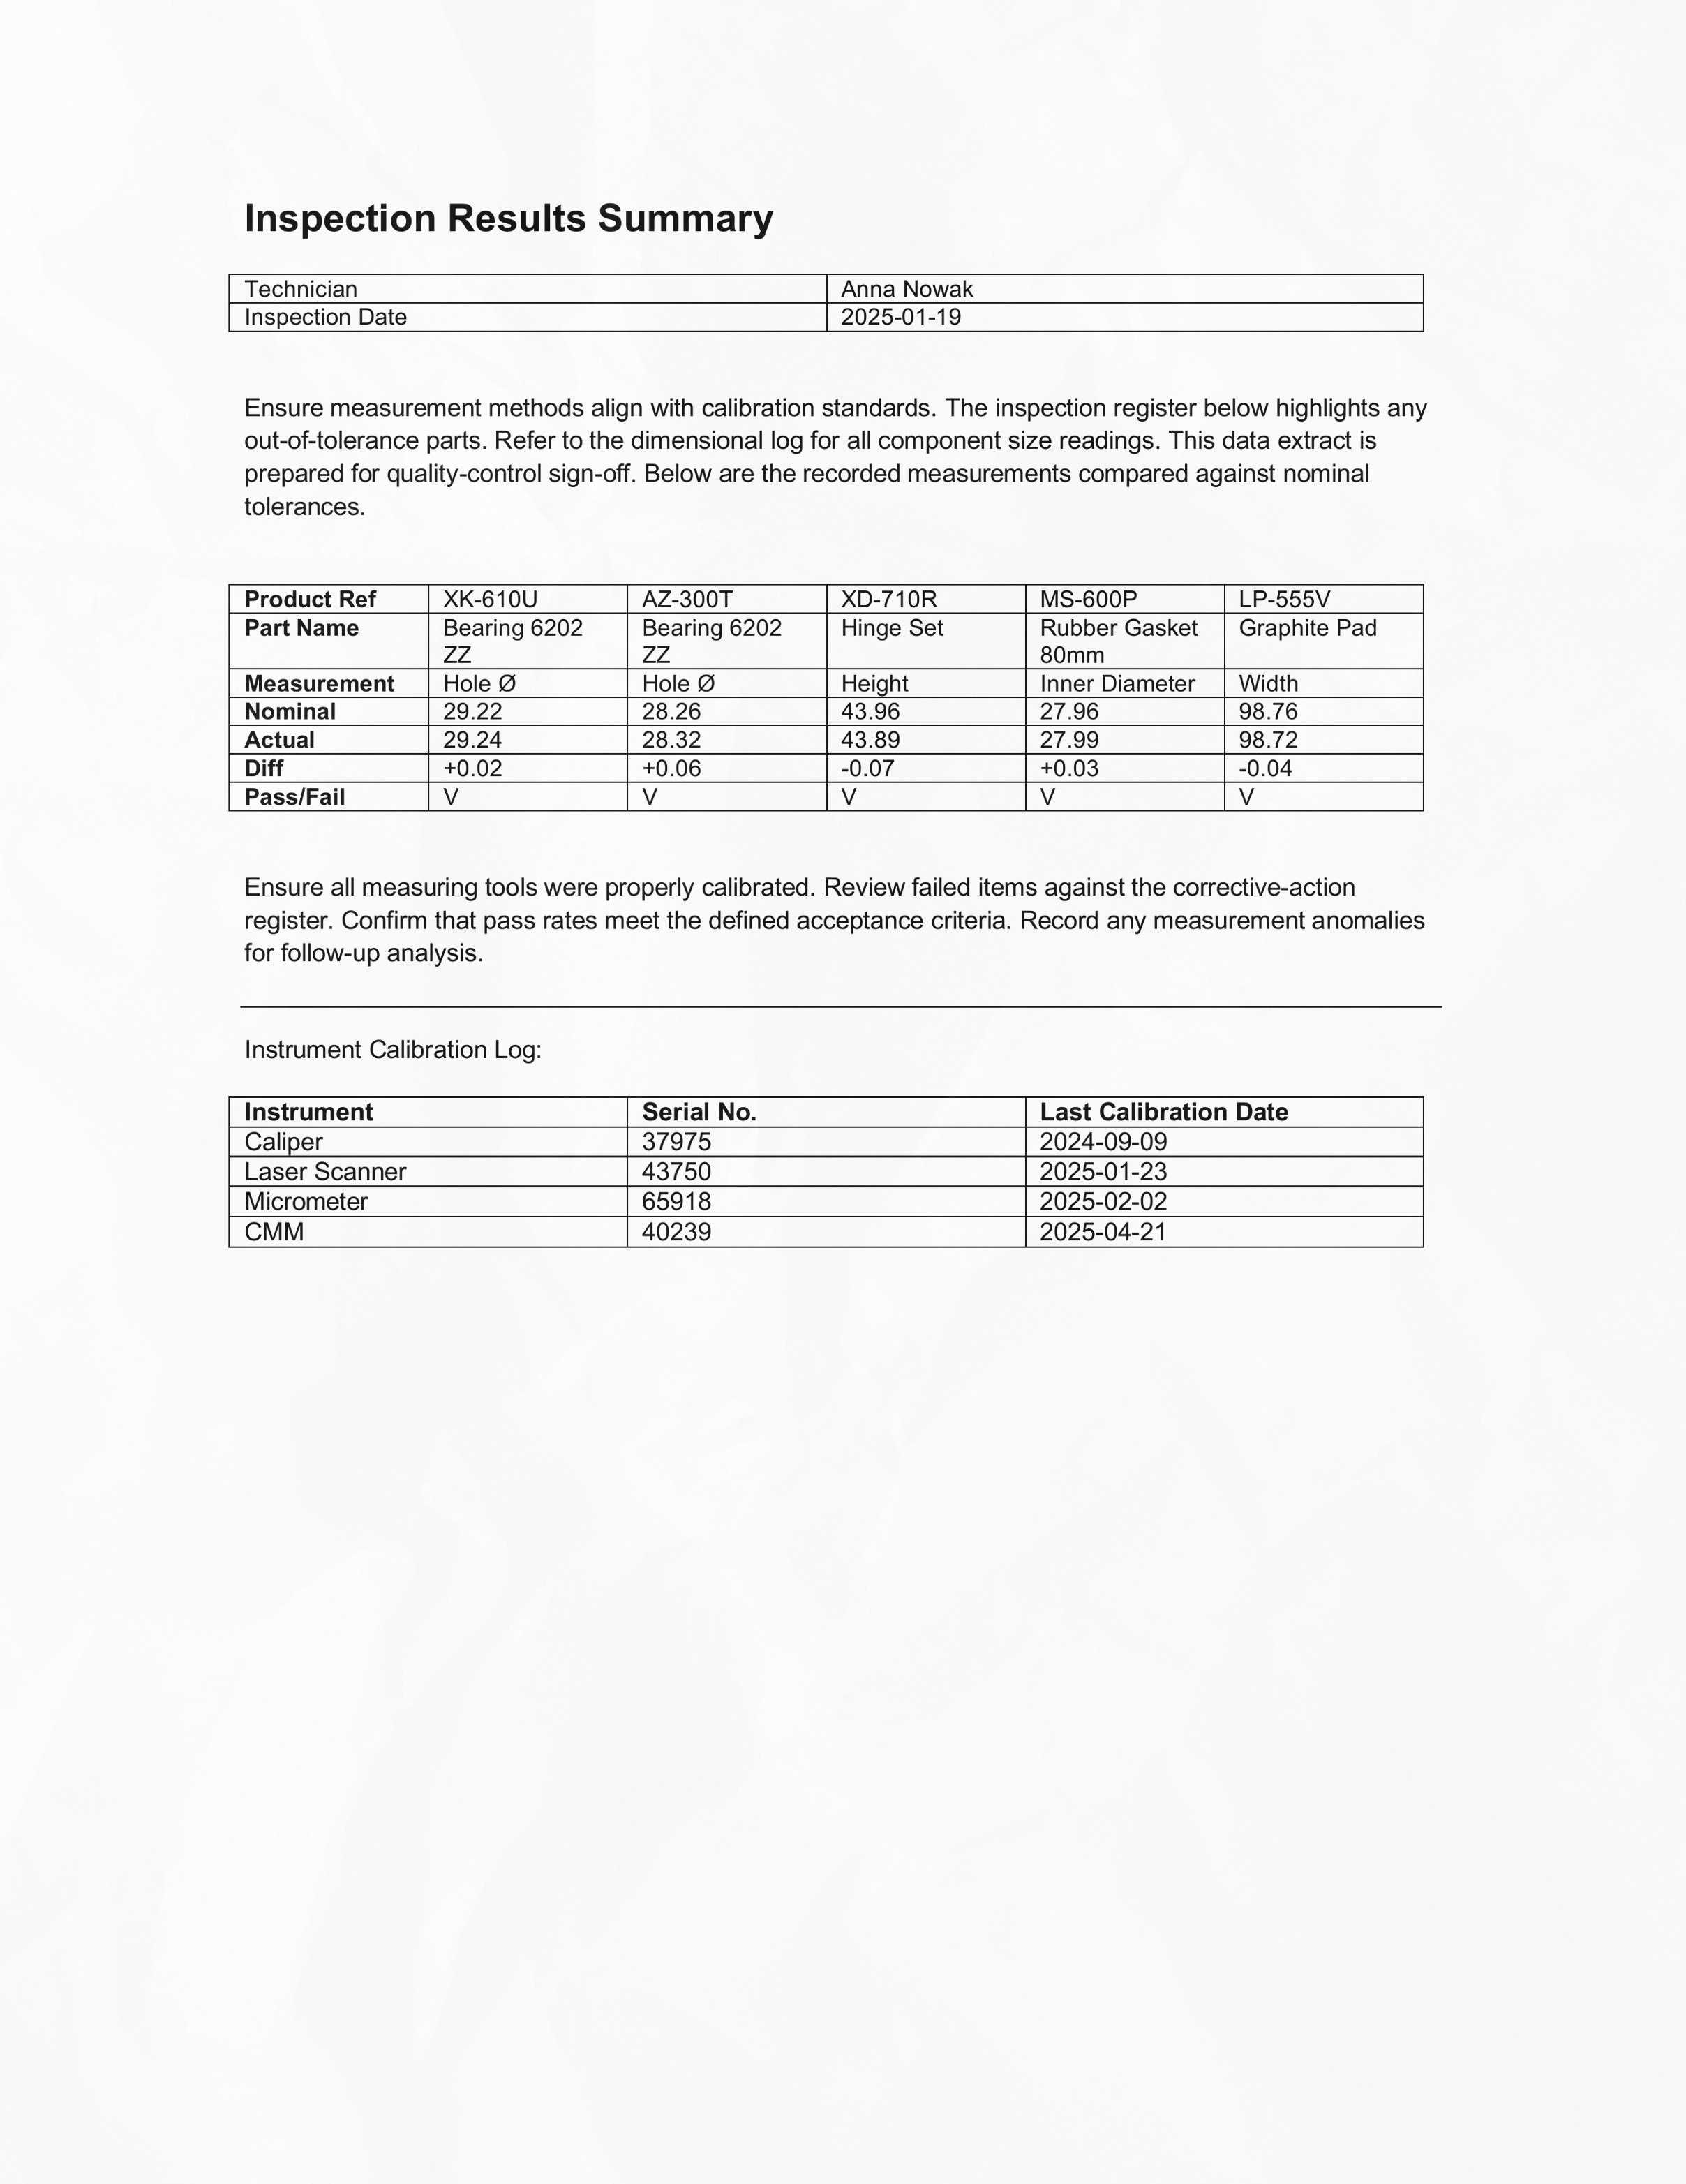 Inspection Results Summary
Technician Anna Nowak
Inspection Date 2025-01-19
Ensure measurement methods align with calibration standards. The inspection register below highlights any
out-of-tolerance parts. Refer to the dimensional log for all component size readings. This data extract is
prepared for quality-control sign-off. Below are the recorded measurements compared against nominal
tolerances.
Product Ref XK-610U AZ-300T XD-710R MS-600P LP-555V
Part Name Bearing 6202 Bearing 6202 Hinge Set Rubber Gasket Graphite Pad
ZZ ZZ 80mm
Measurement Hole Ø Hole Ø Height Inner Diameter Width
Nominal 29.22 28.26 43.96 27.96 98.76
Actual 29.24 28.32 43.89 27.99 98.72
Diff +0.02 +0.06 -0.07 +0.03 -0.04
Pass/Fail V V V V V
Ensure all measuring tools were properly calibrated. Review failed items against the corrective-action
register. Confirm that pass rates meet the defined acceptance criteria. Record any measurement anomalies
for follow-up analysis.
Instrument Calibration Log:
Instrument Serial No. Last Calibration Date
Caliper 37975 2024-09-09
Laser Scanner 43750 2025-01-23
Micrometer 65918 2025-02-02
CMM 40239 2025-04-21